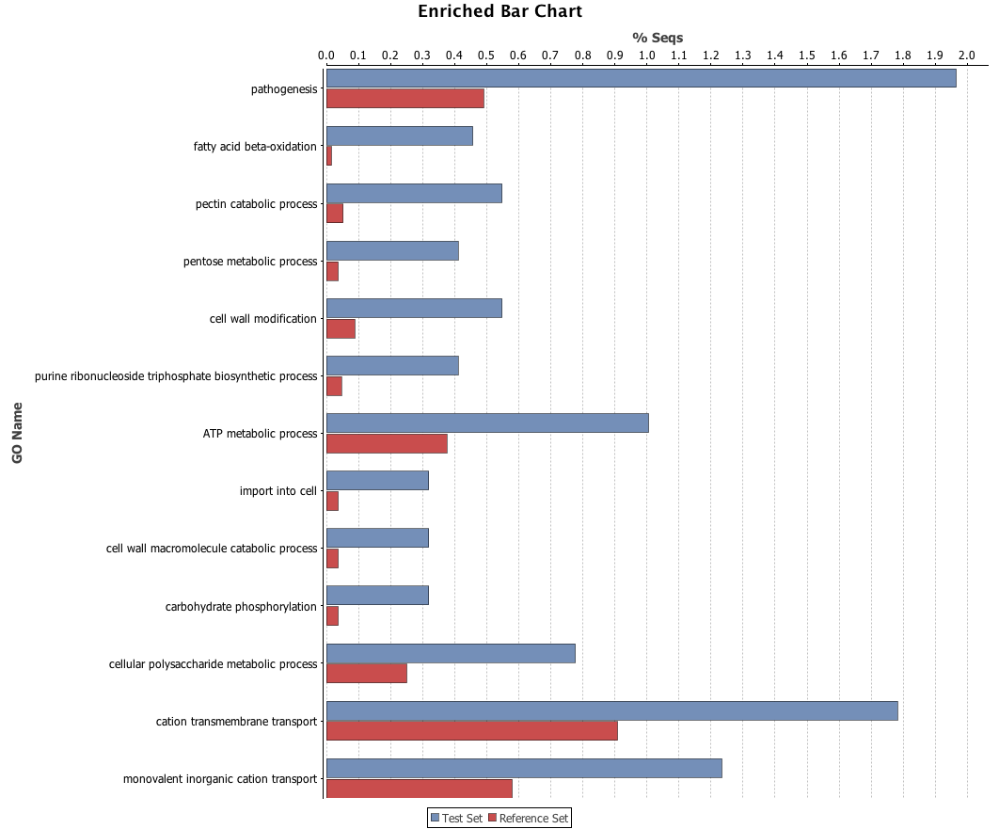 Enriched Bar Chart
% Seqs
0.0 0.1 0.2 0.3 0.4 0.5 0.6 0.7 0.8 0.9 1.0 1.1 1.2 1.3 1.4 1.5 1.6 1.7 1.8 1.9 2.0
pathogenesis
fatty acid beta-oxidation
pectin catabolic process
pentose metabolic process
cell wall modification
purine ribonucleoside triphosphate biosynthetic process
GO Name
ATP metabolic process
import into cell
cell wall macromolecule catabolic process
carbohydrate phosphorylation
cellular polysaccharide metabolic process
cation transmembrane transport
monovalent inorganic cation transport
Test Set Reference Set